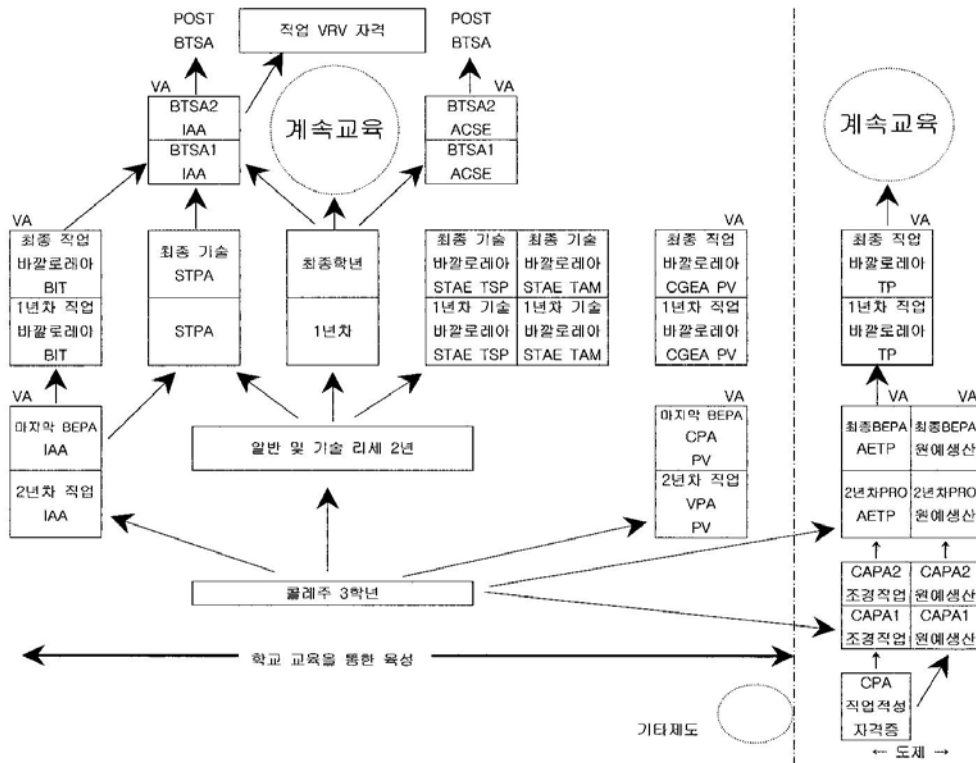 POST
BTSA
직업 VRV 자격
POST
BTSA
VA
BTSA2
IAA
BTSA1
IAA
계속교육
VA
BTSA2
ACSE
BTSA1
ACSE
계속교육
VA
최종 직업
바깔로레아
BIT
1년차 직업
바깔로레아
BIT
최종 기술
STPA
STPA
최종학년
1년차
최종 기술
바깔로레아
STAE TSP
1년차 기술
바깔로레아
STAE TSP
최종 기술
바깔로레아
STAE TAM
1년차 기술
바깔로레아
STAE TAM
VA
최종 직업
바깔로레아
CGEA PV
1년차 직업
바깔로레아
CGEA PV
VA
최종 직업
바깔로레아
TP
1년차 직업
바깔로레아
TP
VA
마지막 BEPA
IAA
2년차 직업
IAA
일반 및 기술 리세 2년
VA
마지막 BEPA
CPA
PV
2년차 직업
VPA
PV
VA
최종BEPA
AETP
2년차PRO
AETP
VA
최종BEPA
원예생산
2년차PRO
원예생산
콜레주 3학년
CAPA2
조경직업
CAPA1
조경직업
CAPA2
원예생산
CAPA1
원예생산
학교 교육을 통한 육성
CPA
직업적성
자격증
기타제도
← 도제 →